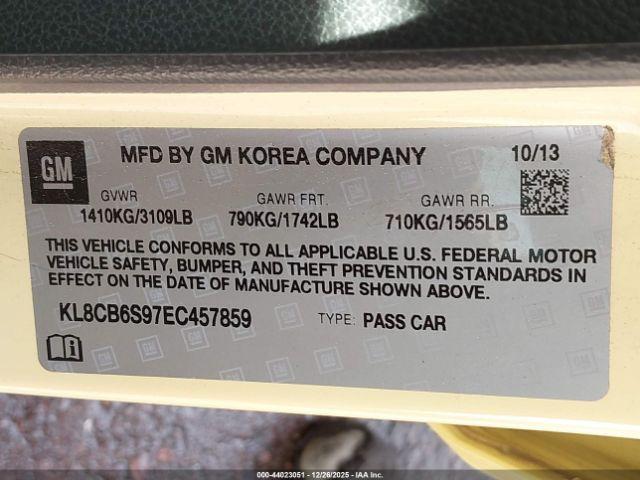 GM
MFD BY GM KOREA COMPANY 10/13
GVWR GAWR FRT. GAWR RR.
1410KG/3109LB 790KG/1742LB 710KG/1565LB
THIS VEHICLE CONFORMS TO ALL APPLICABLE U.S. FEDERAL MOTOR
VEHICLE SAFETY, BUMPER, AND THEFT PREVENTION STANDARDS IN
EFFECT ON THE DATE OF MANUFACTURE SHOWN ABOVE.
KL8CB6S97EC457859 TYPE: PASS CAR
000-44023051 - 12/26/2025 - IAA Inc.